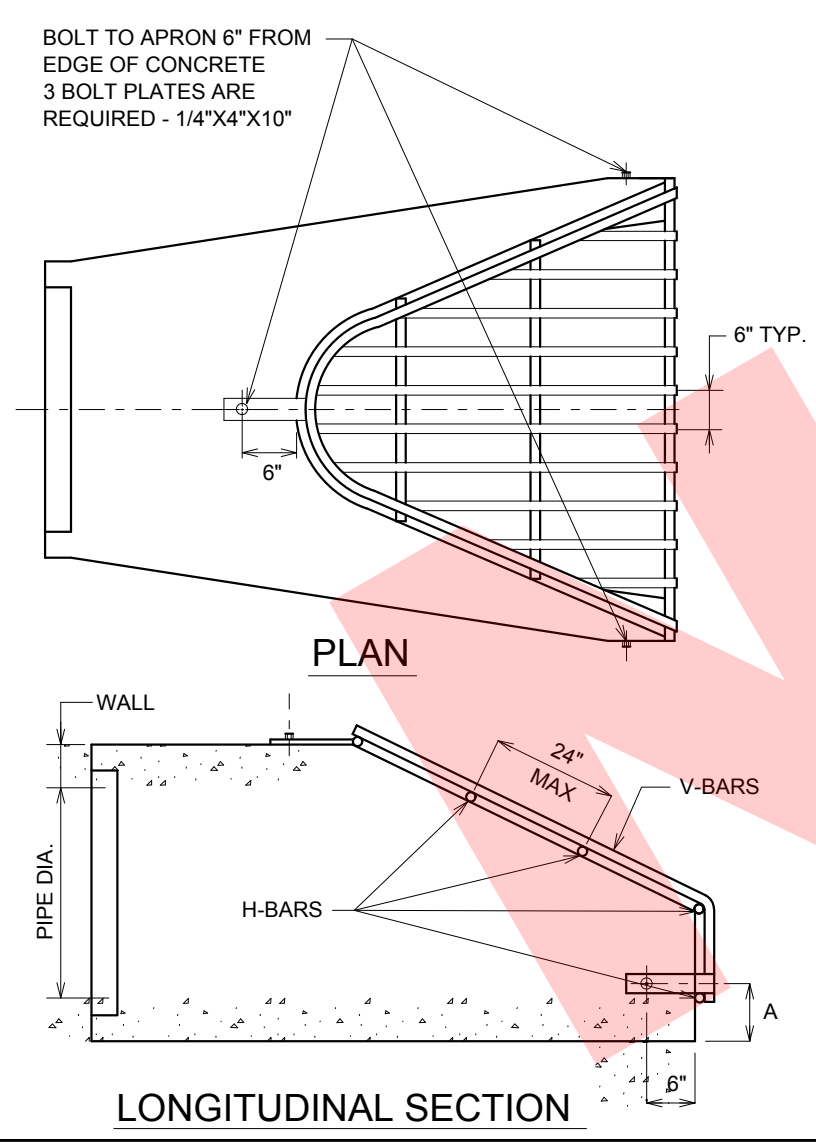 BOLT TO APRON 6" FROM
EDGE OF CONCRETE
3 BOLT PLATES ARE
REQUIRED - 1/4"X4"X10"
6" TYP.
6"
PLAN
WALL
24"
MAX
V-BARS
PIPE DIA.
H-BARS
A
6"
LONGITUDINAL SECTION